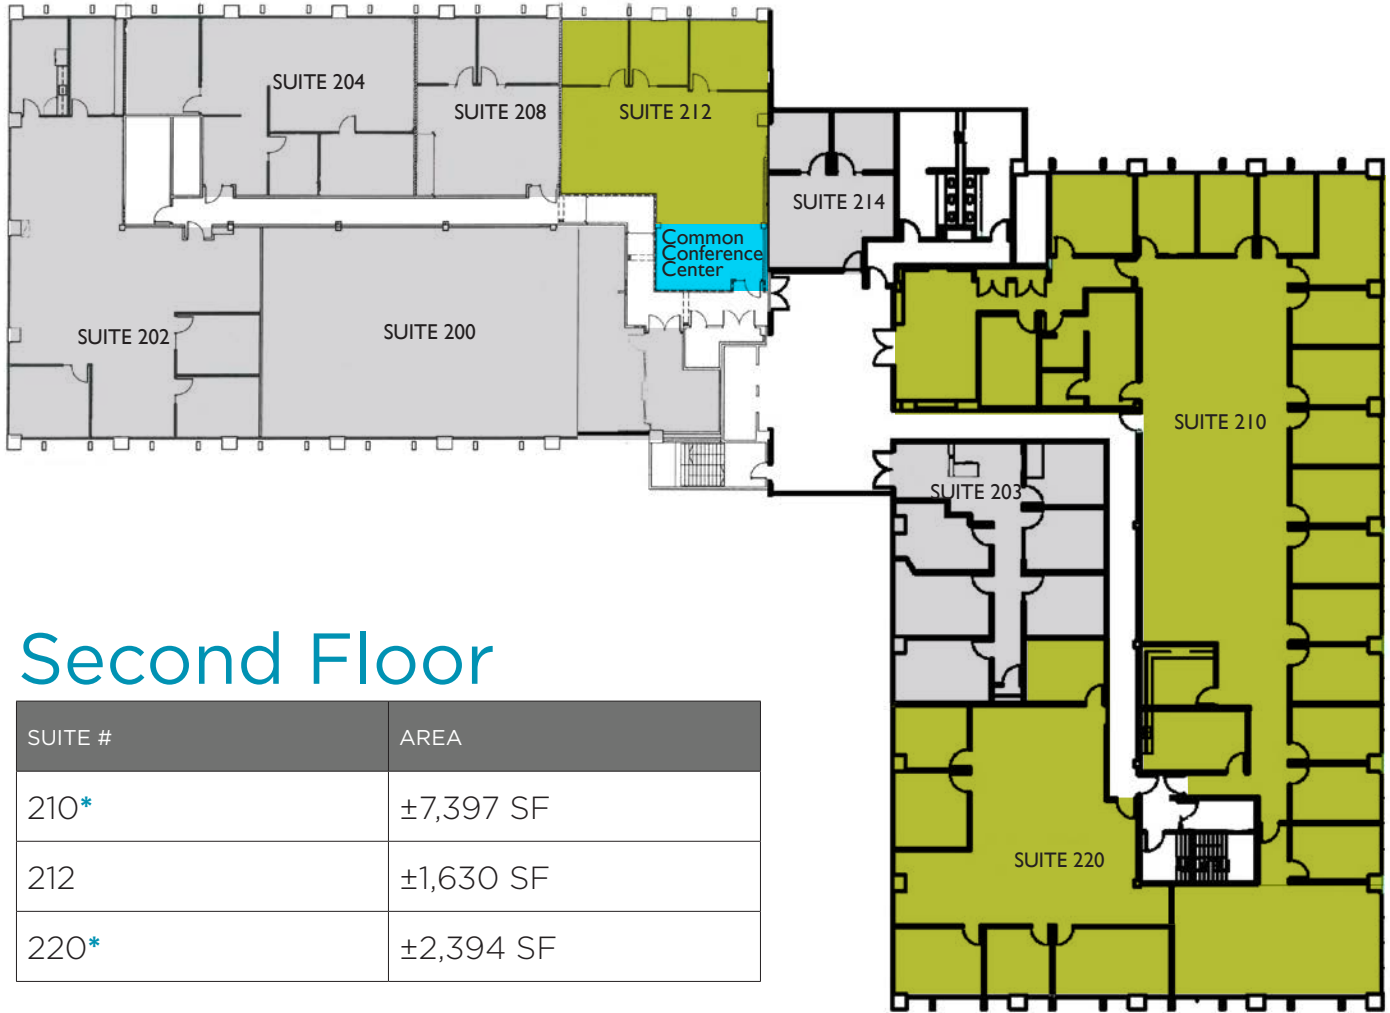 SUITE 204
SUITE 208
SUITE 212
SUITE 214
Common
Conference
Center
SUITE 202
SUITE 200
SUITE 210
SUITE 203
SUITE 220
Second Floor
SUITE # AREA
210* ±7,397 SF
212 ±1,630 SF
220* ±2,394 SF